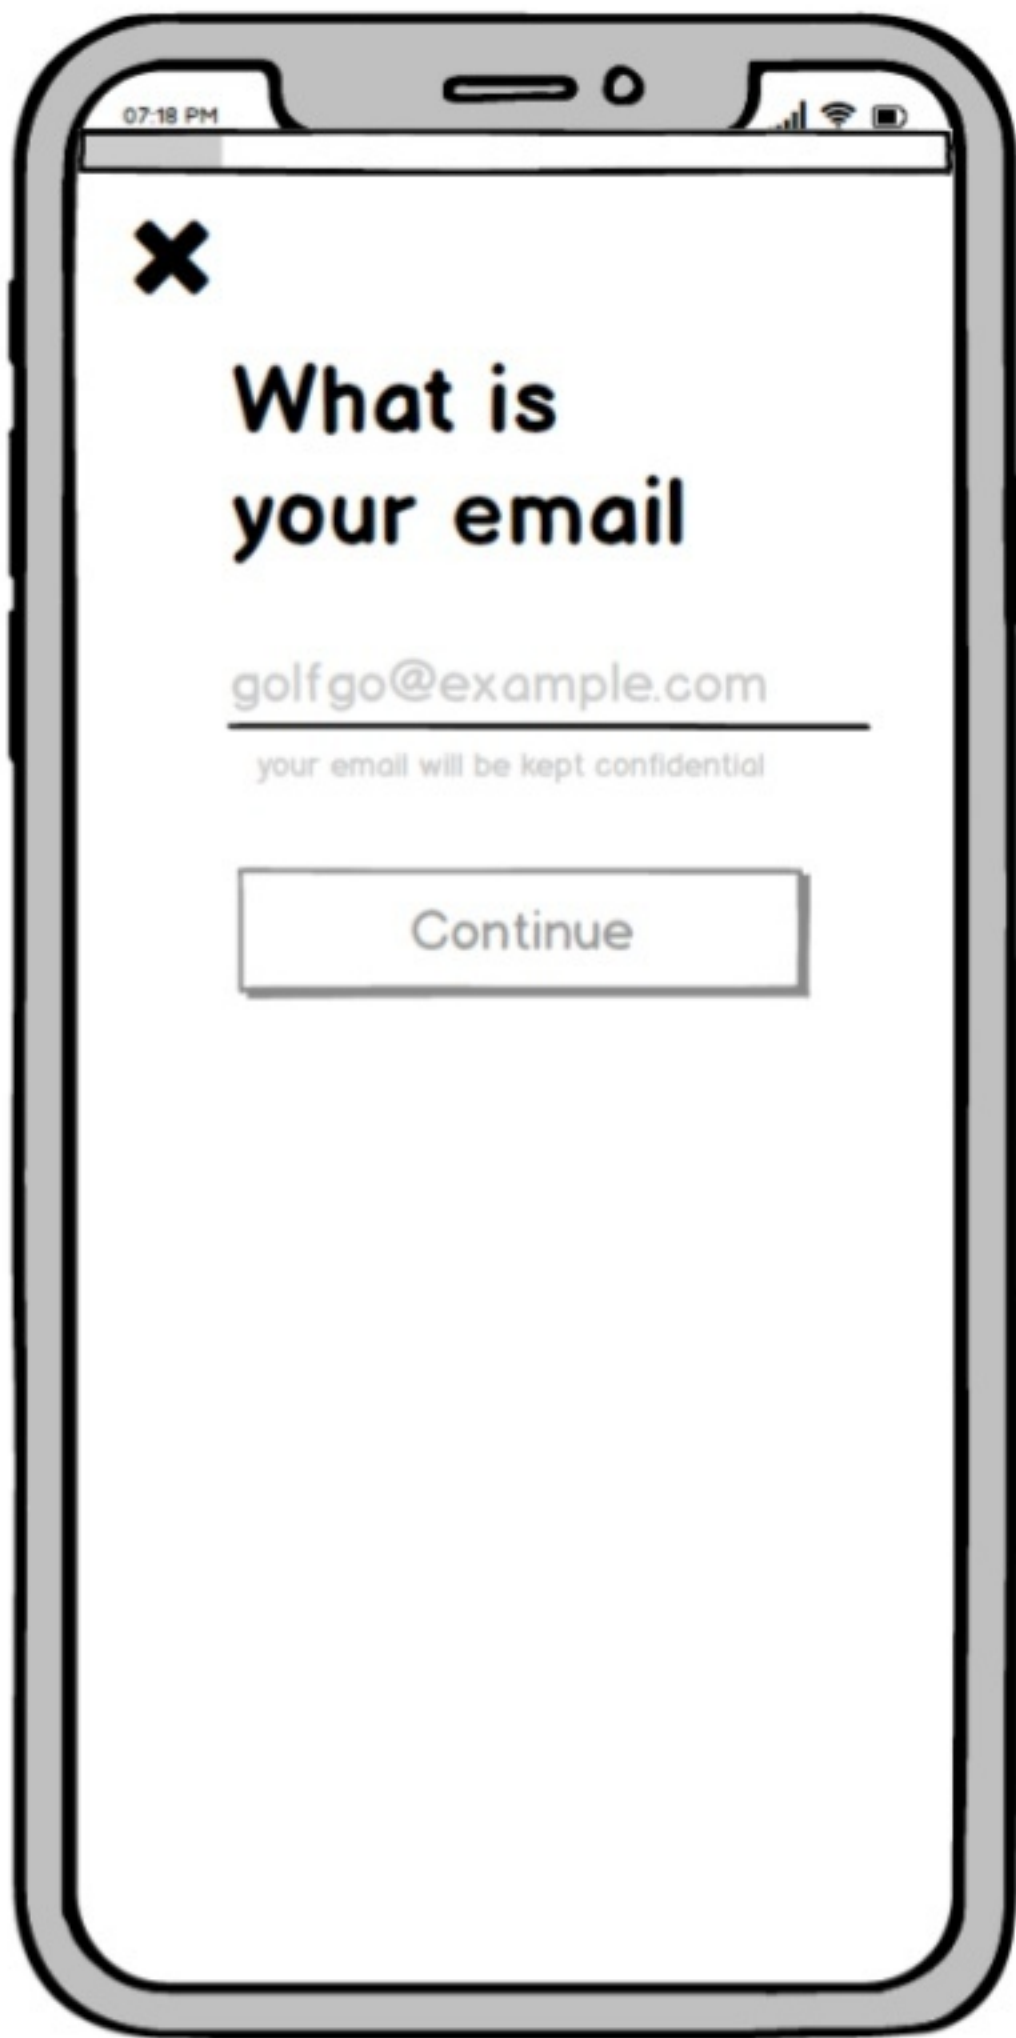 07:18 PM
What is
your email
golfgo@example.com
your email will be kept confidential
Continue